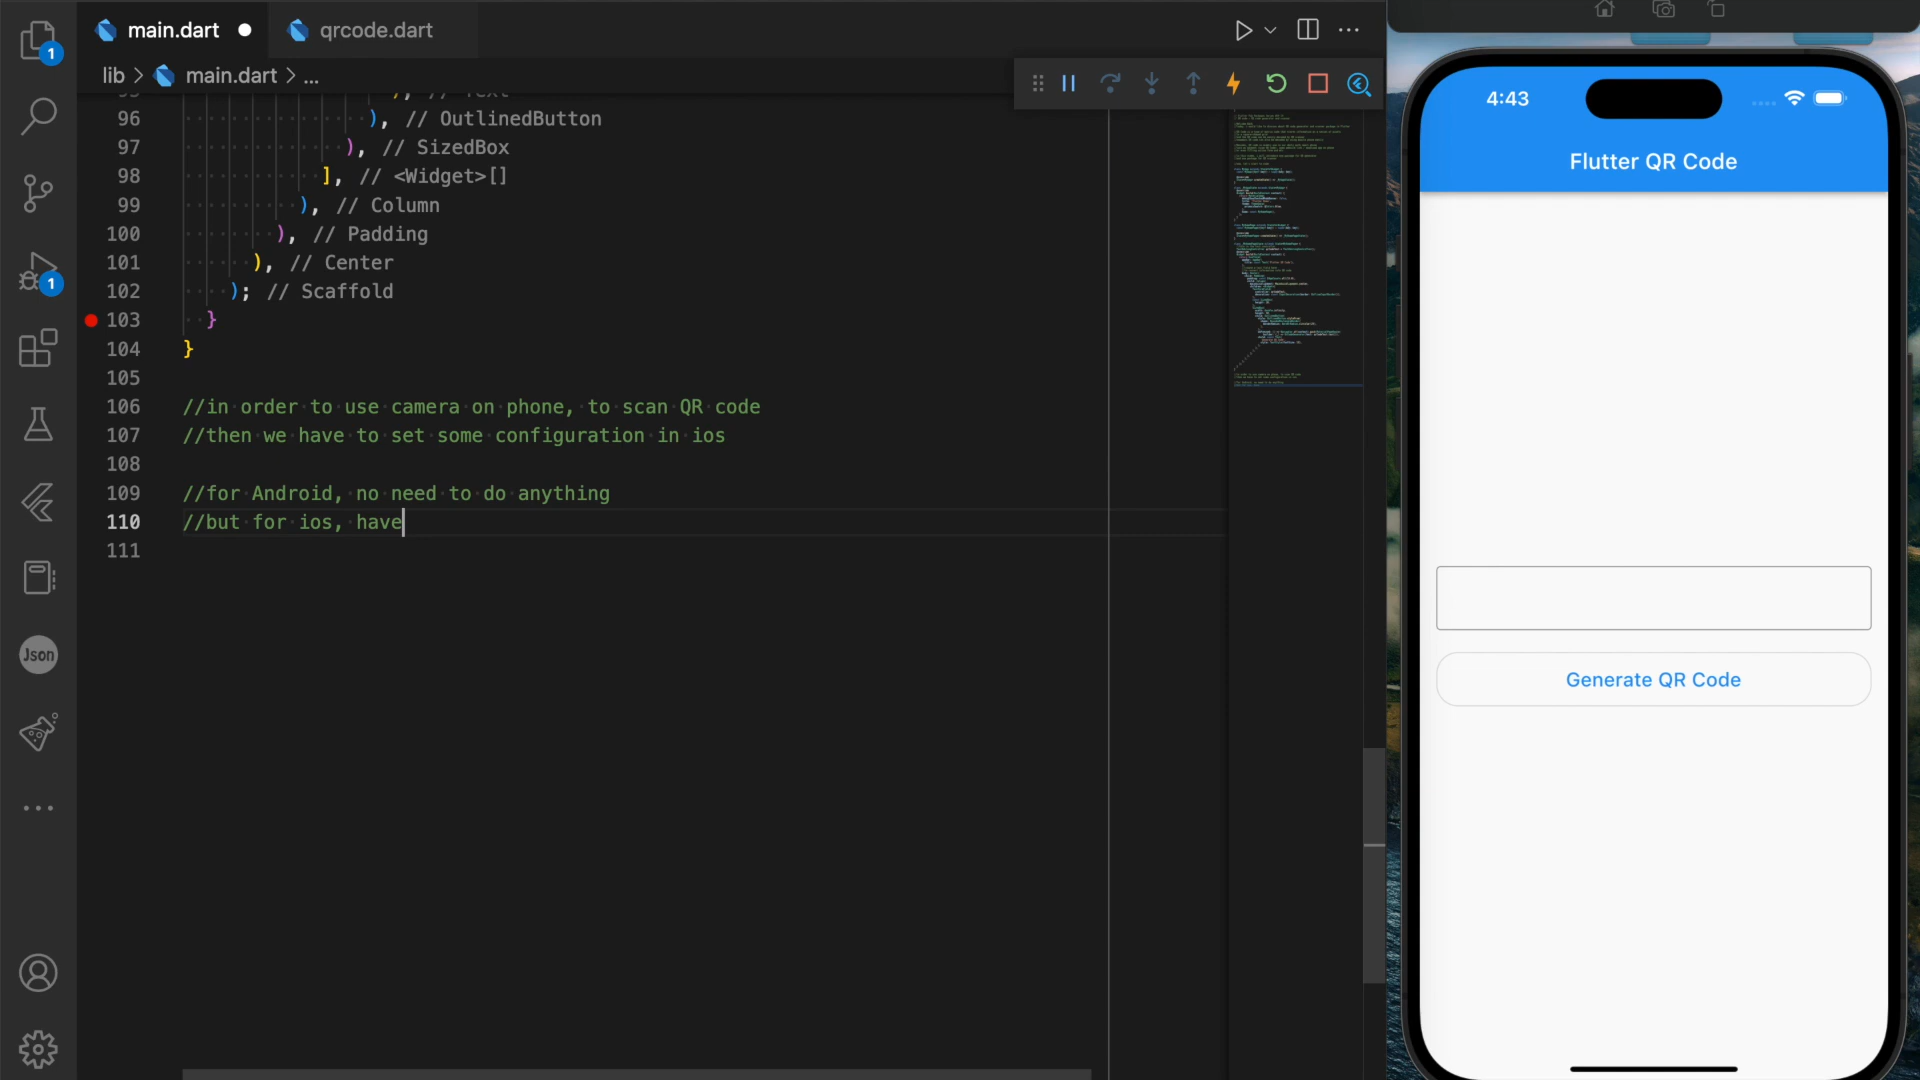 main.dart
qrcode.dart
lib > main.dart > ...
1
96 ), // OutlinedButton
97 ), // SizedBox
98 ], // <Widget>[]
99 ), // Column
100 ), // Padding
101 ), // Center
102 ); // Scaffold
103 }
104 }
105
106 //in order to use camera on phone, to scan QR code
107 //then we have to set some configuration in ios
108
109 //for Android, no need to do anything
110 //but for ios, have
111
1
Json
4:43
Flutter QR Code
Generate QR Code